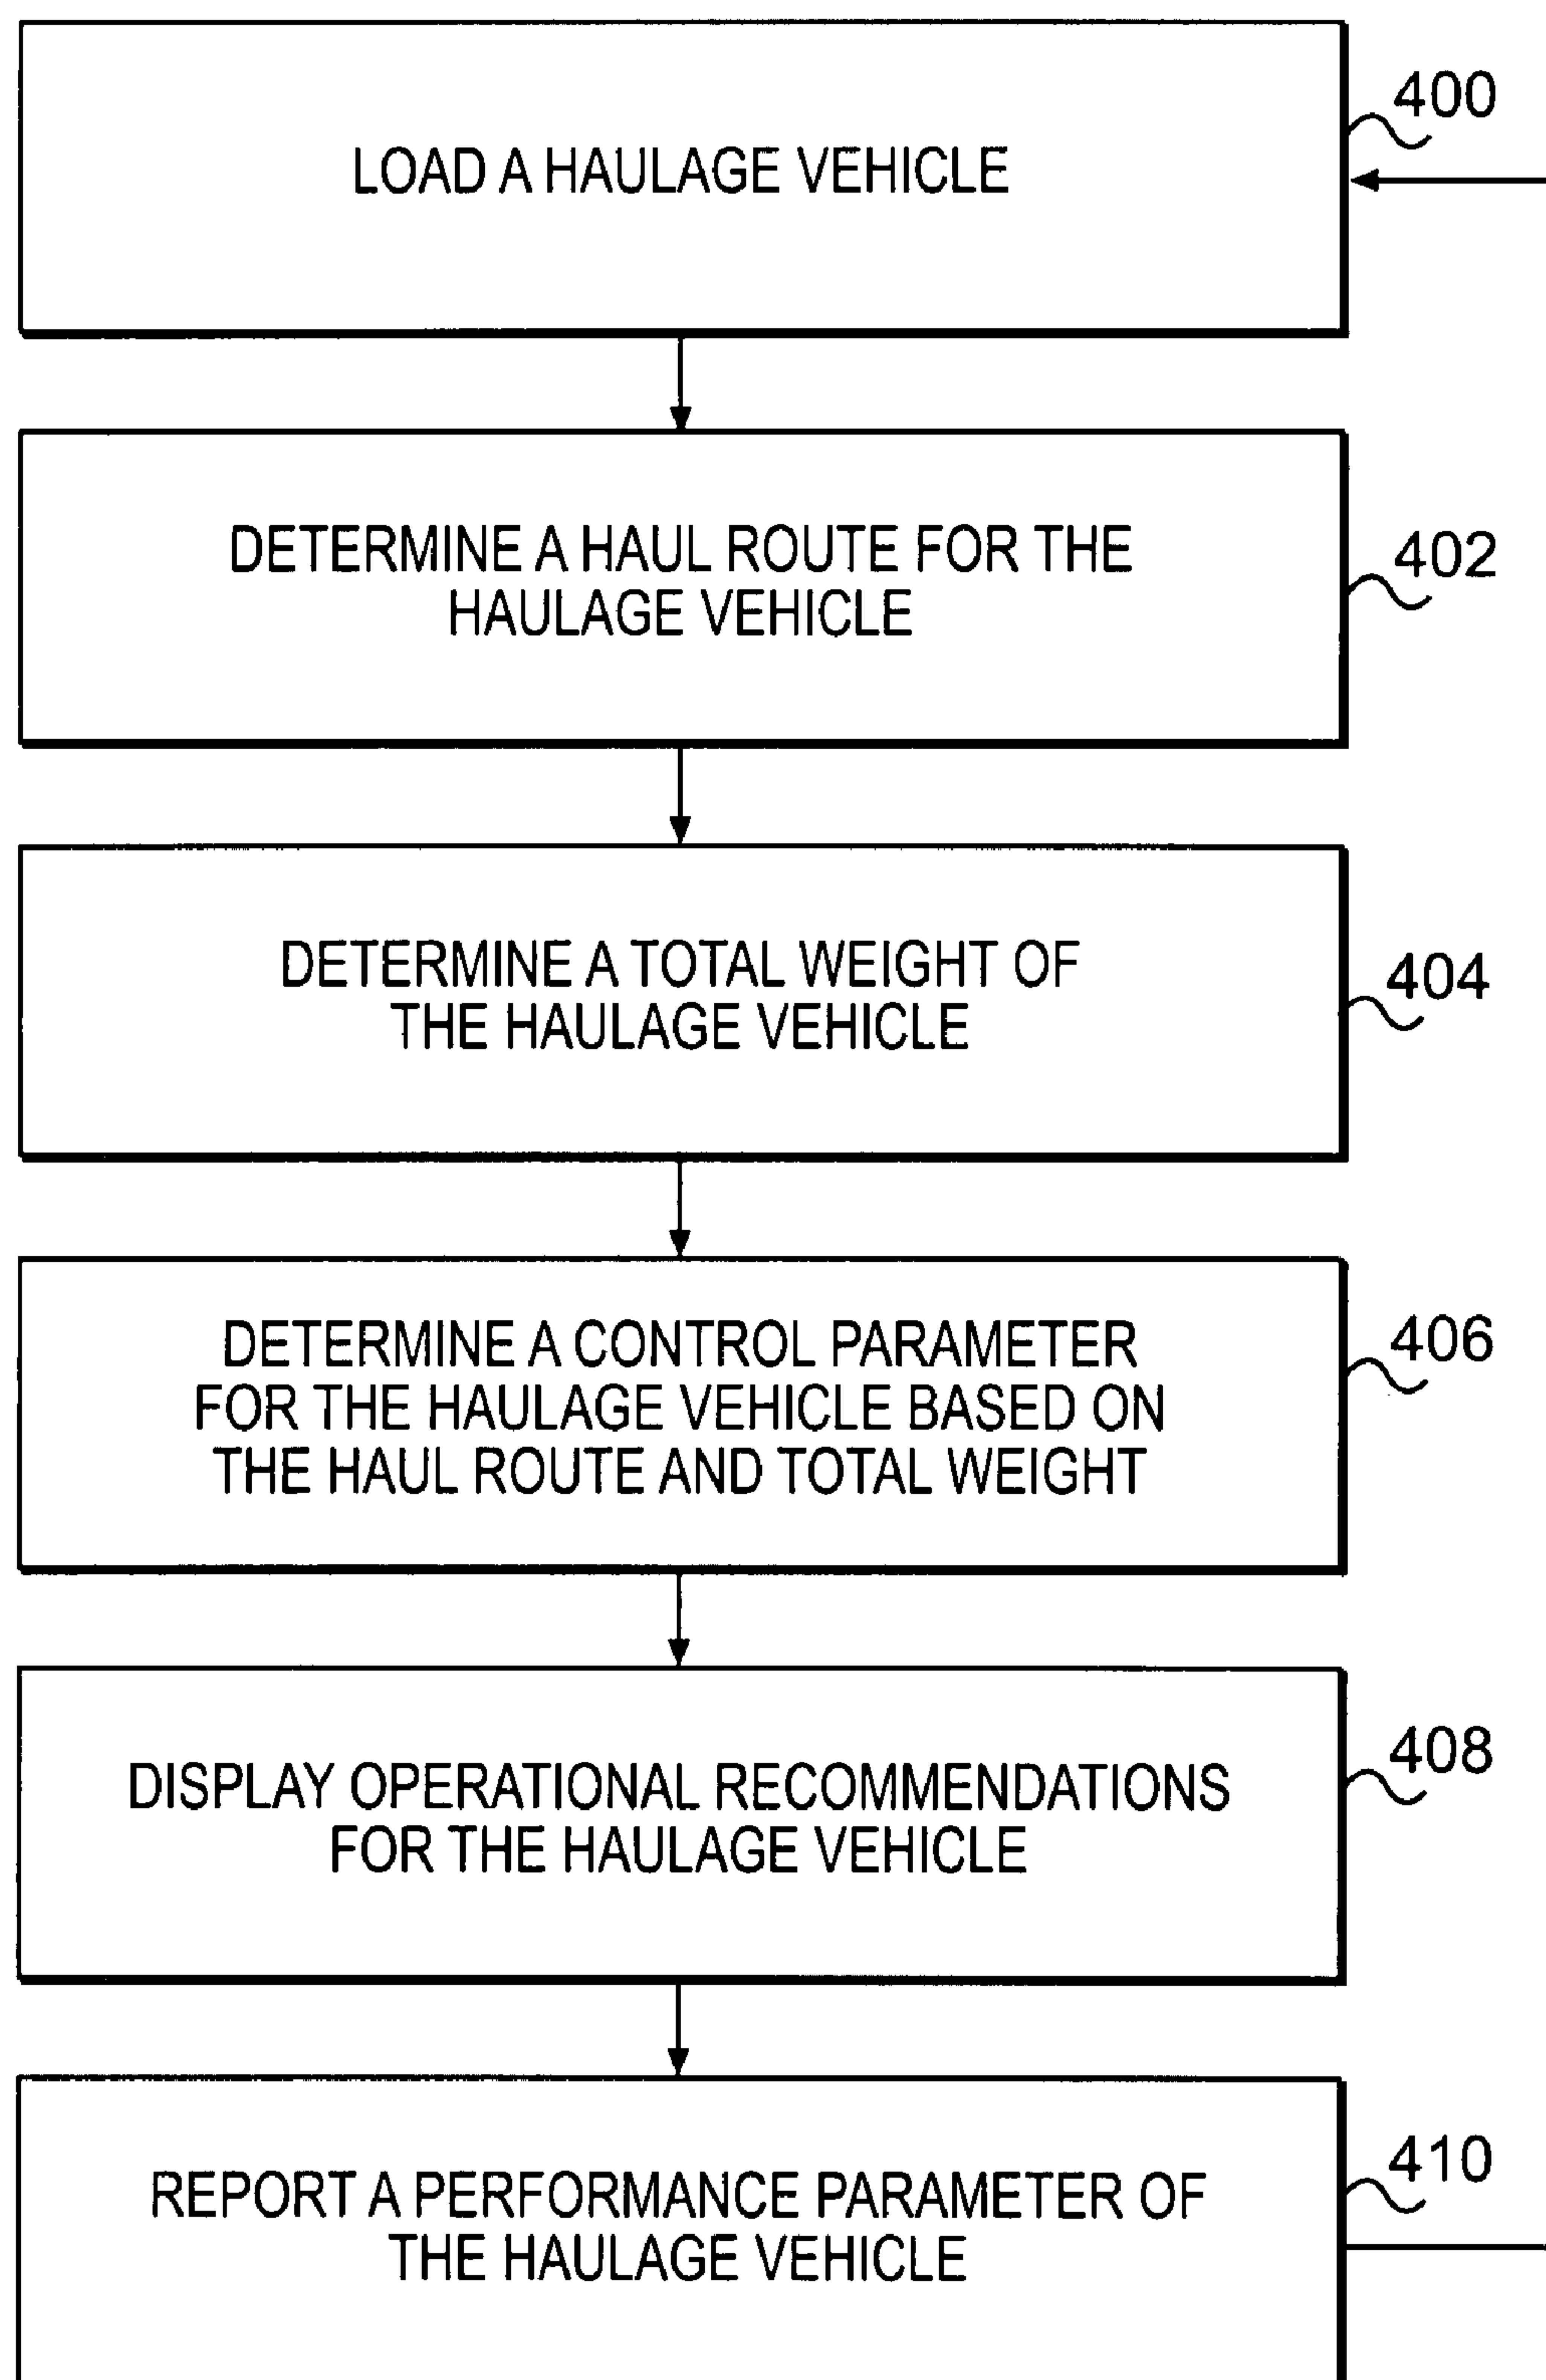 400
LOAD A HAULAGE VEHICLE
402
DETERMINE A HAUL ROUTE FOR THE
HAULAGE VEHICLE
404
DETERMINE A TOTAL WEIGHT OF
THE HAULAGE VEHICLE
406
DETERMINE A CONTROL PARAMETER
FOR THE HAULAGE VEHICLE BASED ON
THE HAUL ROUTE AND TOTAL WEIGHT
408
DISPLAY OPERATIONAL RECOMMENDATIONS
FOR THE HAULAGE VEHICLE
410
REPORT A PERFORMANCE PARAMETER OF
THE HAULAGE VEHICLE